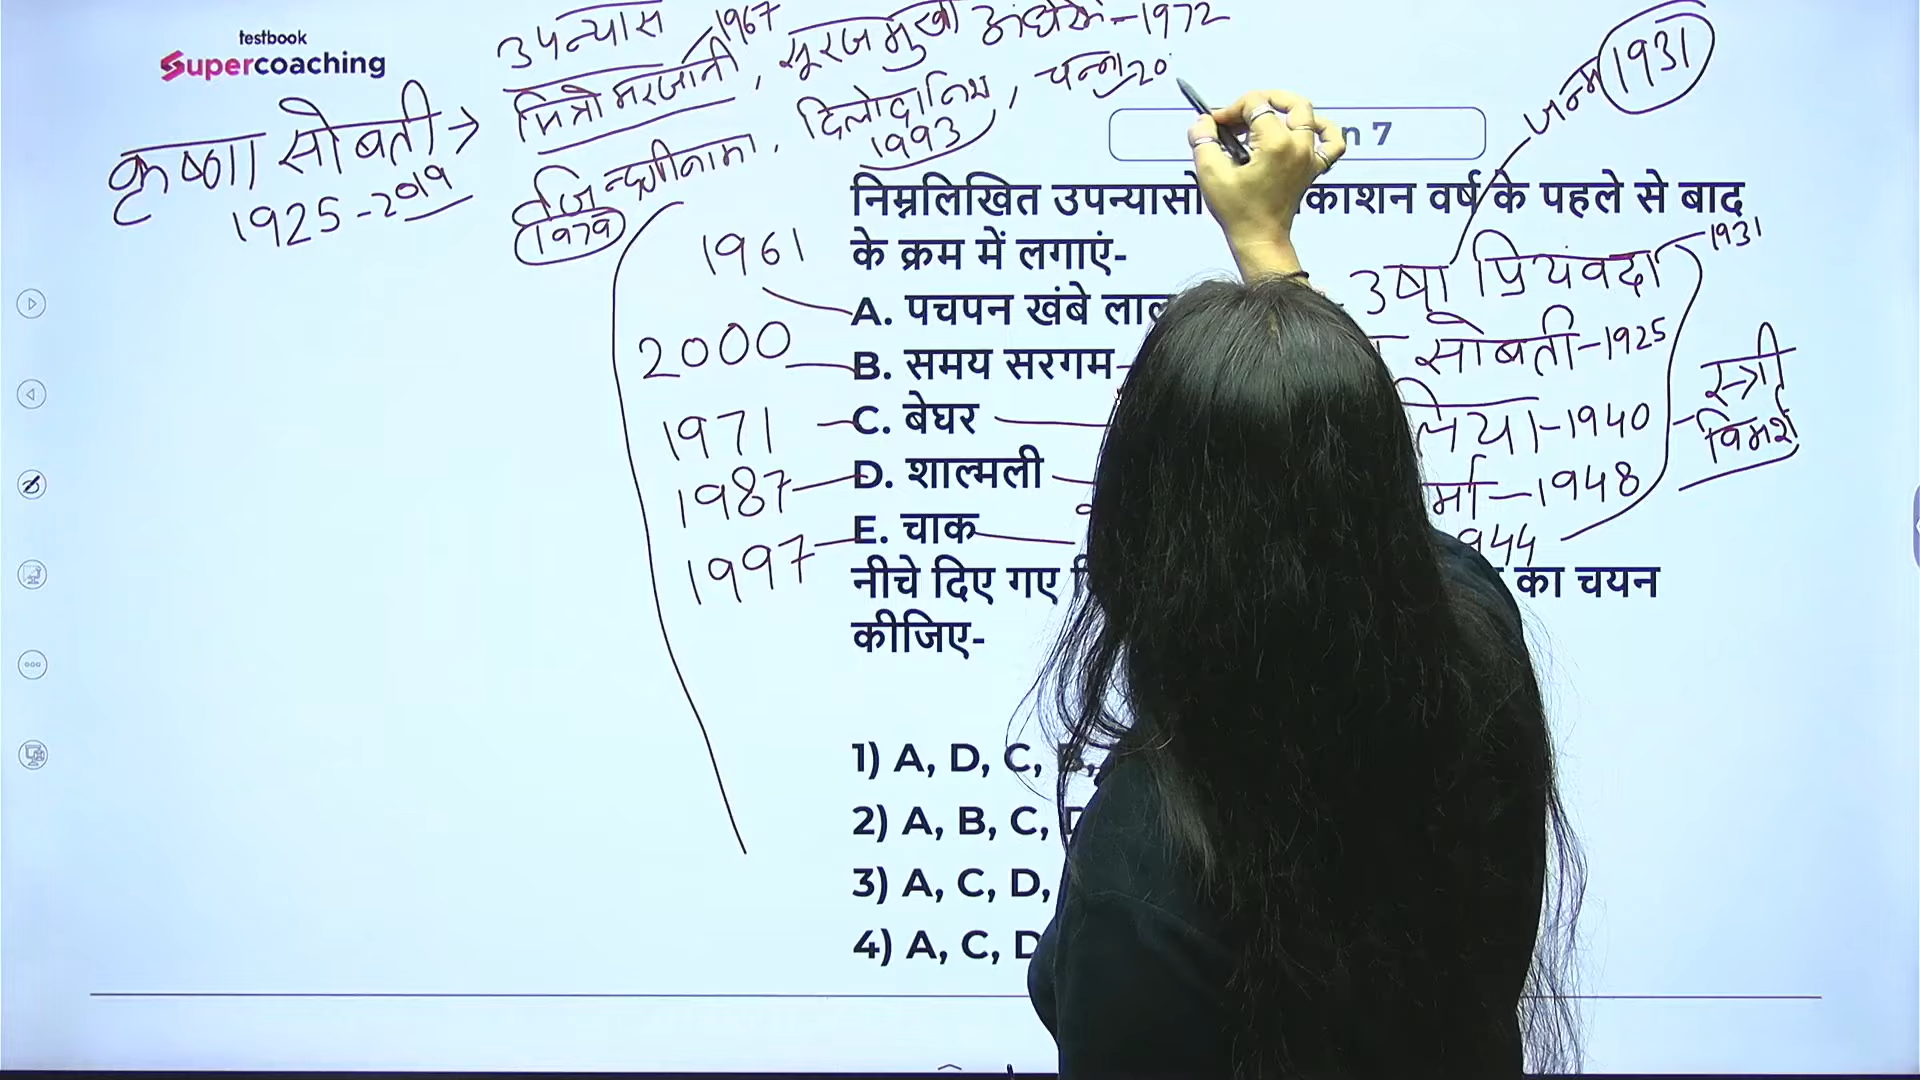 testbook
Supercoaching
उपन्यास
मित्रो मरजानी 1967, सूरजमुखी अंधेरे के-1972
कृष्णा सोबती →
1925-2019
ज़िन्दगीनामा, दिलोदानिश, चन्ना-20
1979
1993
जन्म 1931
n 7
निम्नलिखित उपन्यासों काशन वर्ष के पहले से बाद
के क्रम में लगाएं-
1961
A. पचपन खंबे लाल
उषा प्रियंवदा 1931
2000
B. समय सरगम-
सोबती-1925
1971
C. बेघर
लिया-1940
स्त्री
विमर्श
1987
D. शाल्मली
र्मा-1948
1997
E. चाक
944
नीचे दिए गए का चयन
कीजिए-
1) A, D, C, B,
2) A, B, C, D
3) A, C, D,
4) A, C, D